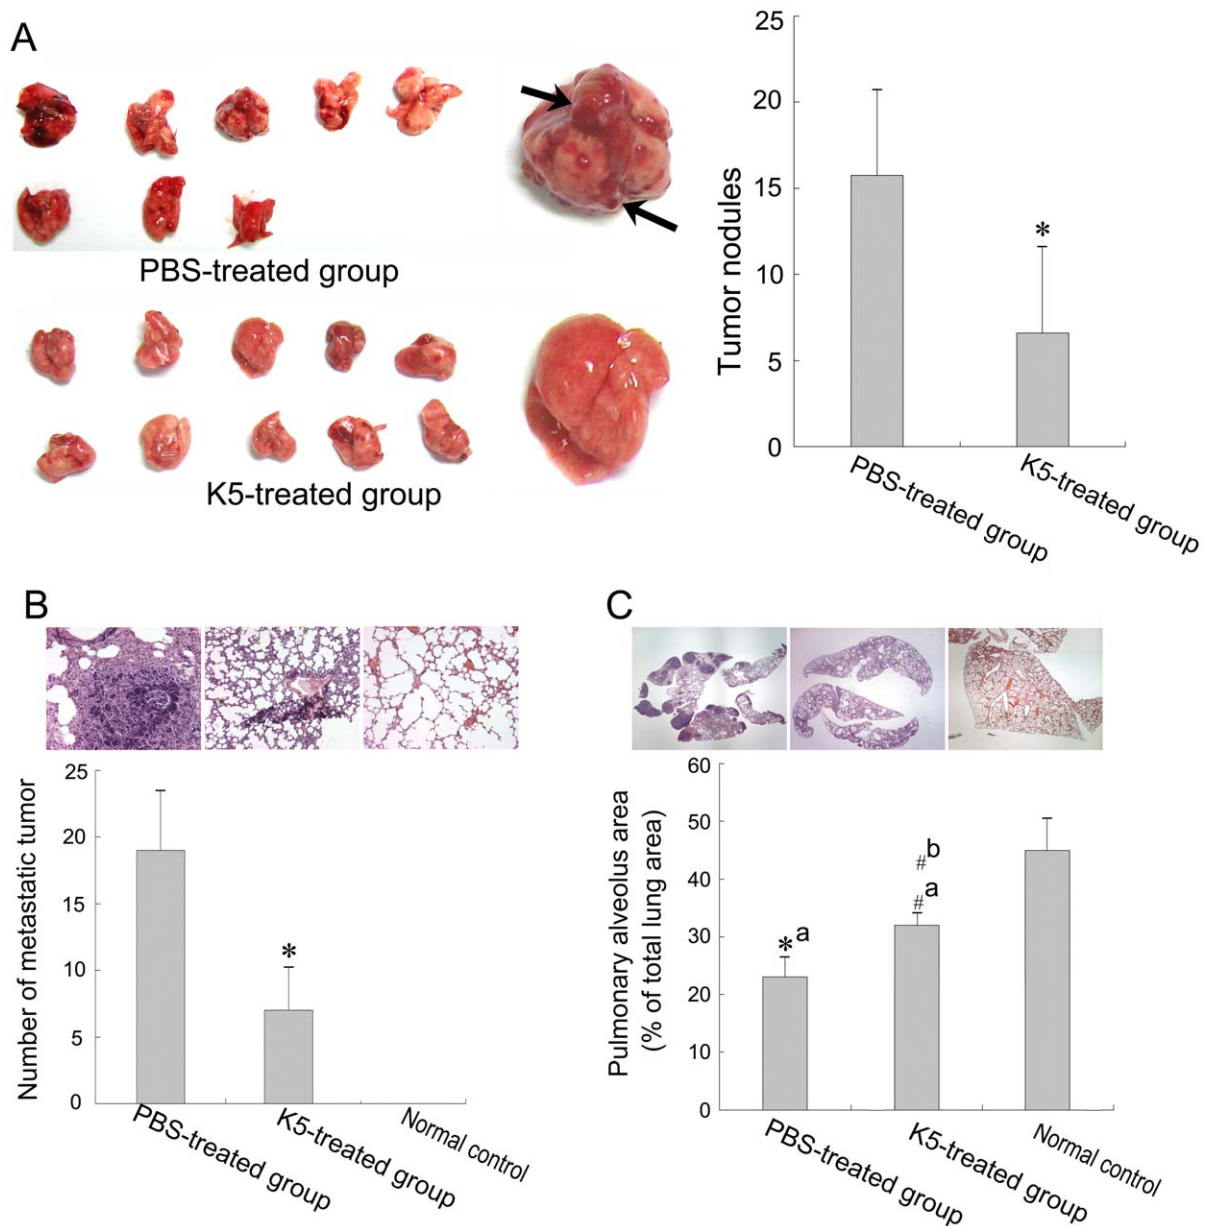 A
PBS-treated group
K5-treated group
Tumor nodules
25
20
15
10
5
0
PBS-treated group
K5-treated group
*
B
Number of metastatic tumor
25
20
15
10
5
0
*
PBS-treated group
K5-treated group
Normal control
C
Pulmonary alveolus area
(% of total lung area)
60
50
40
30
20
10
0
*a
#b
#a
PBS-treated group
K5-treated group
Normal control